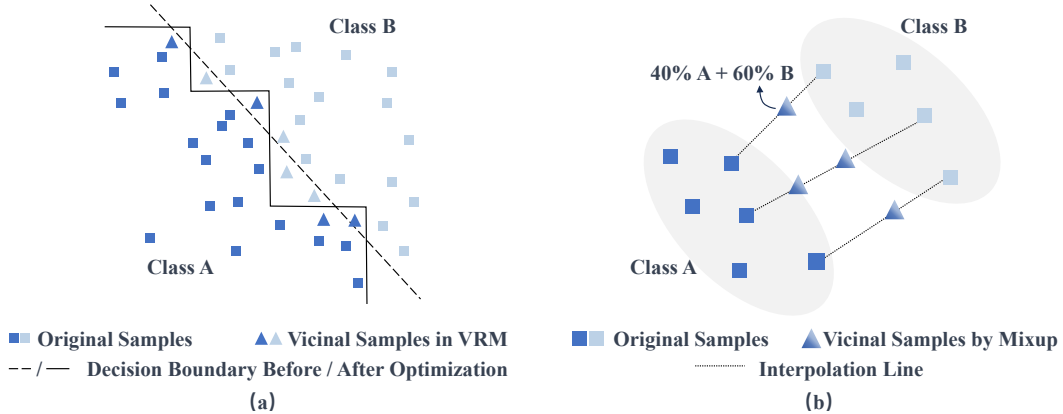 Class B
Class A
Original Samples
Vicinal Samples in VRM
/ Decision Boundary Before / After Optimization
(a)
Class B
40% A + 60% B
Class A
Original Samples
Vicinal Samples by Mixup
Interpolation Line
(b)